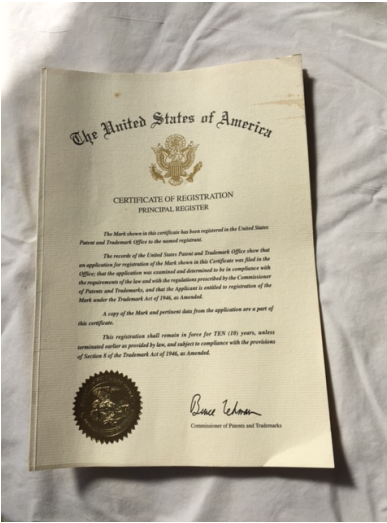 The United States of America
CERTIFICATE OF REGISTRATION
PRINCIPAL REGISTER
The Mark shown in this certificate has been registered in the United States
Patent and Trademark Office to the named registrant.
The records of the United States Patent and Trademark Office show that
an application for registration of the Mark shown in this Certificate was filed in the
Office; that the application was examined and determined to be in compliance with
the requirements of the law and with the regulations prescribed by the Commissioner
of Patents and Trademarks, and that the Applicant is entitled to registration of the
Mark under the Trademark Act of 1946, as Amended.
A copy of the Mark and pertinent data from the application are a part of
this certificate.
This registration shall remain in force for TEN (10) years, unless
terminated earlier as provided by law, and subject to compliance with the provisions
of Section 8 of the Trademark Act of 1946, as Amended.
Bruce Lehman
Commissioner of Patents and Trademarks